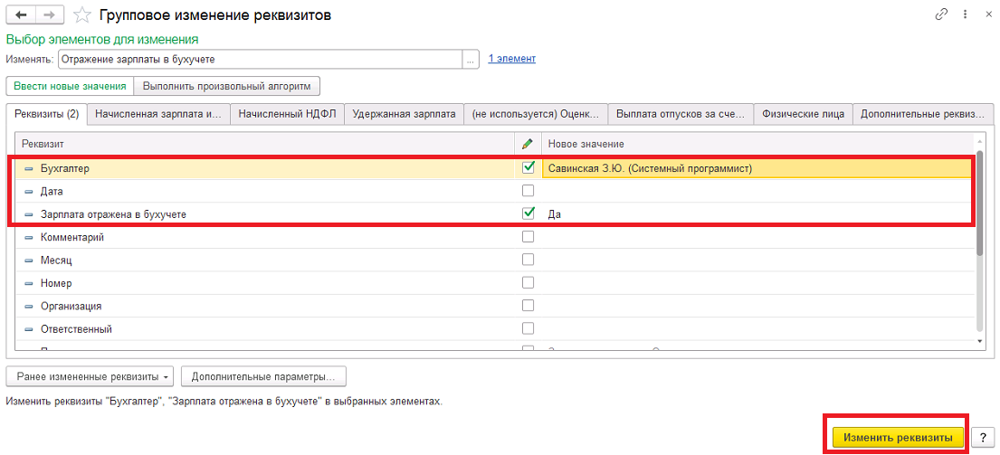 Групповое изменение реквизитов
Выбор элементов для изменения
Изменять: Отражение зарплаты в бухучете ... 1 элемент
Ввести новые значения Выполнить произвольный алгоритм
Реквизиты (2) Начисленная зарплата и... Начисленный НДФЛ Удержанная зарплата (не используется) Оценк... Выплата отпусков за сче... Физические лица Дополнительные реквиз...
Реквизит Новое значение
Бухгалтер Савинская З.Ю. (Системный программист)
Дата
Зарплата отражена в бухучете Да
Комментарий
Месяц
Номер
Организация
Ответственный
Ранее измененные реквизиты Дополнительные параметры...
Изменить реквизиты "Бухгалтер", "Зарплата отражена в бухучете" в выбранных элементах.
Изменить реквизиты ?